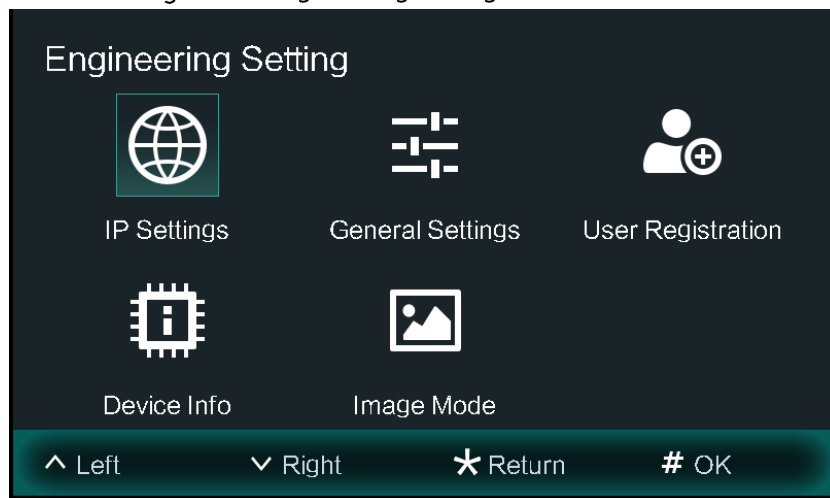 Engineering Setting
IP Settings General Settings User Registration
Device Info Image Mode
^ Left ∨ Right * Return # OK